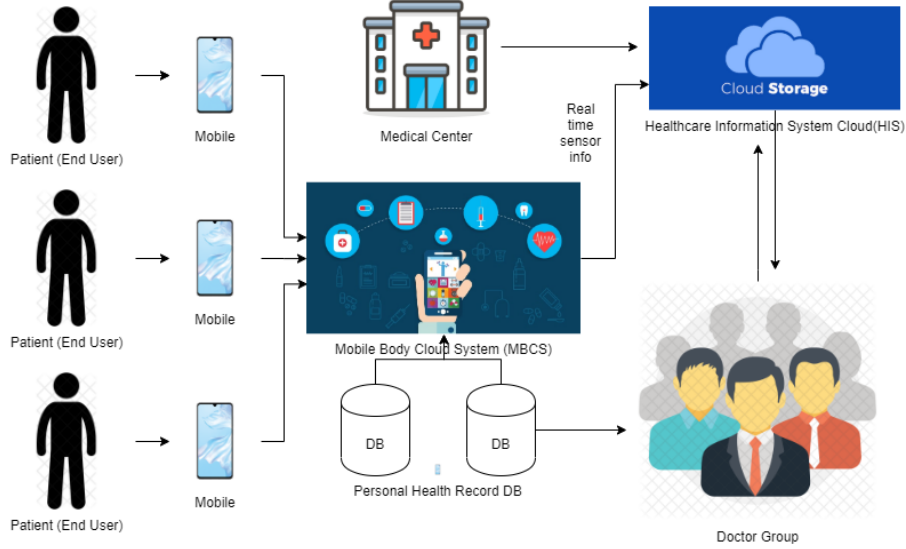 Patient (End User)
Mobile
Medical Center
Real
time
sensor
info
Cloud Storage
Healthcare Information System Cloud(HIS)
Patient (End User)
Mobile
Mobile Body Cloud System (MBCS)
DB
DB
Personal Health Record DB
Patient (End User)
Mobile
Doctor Group